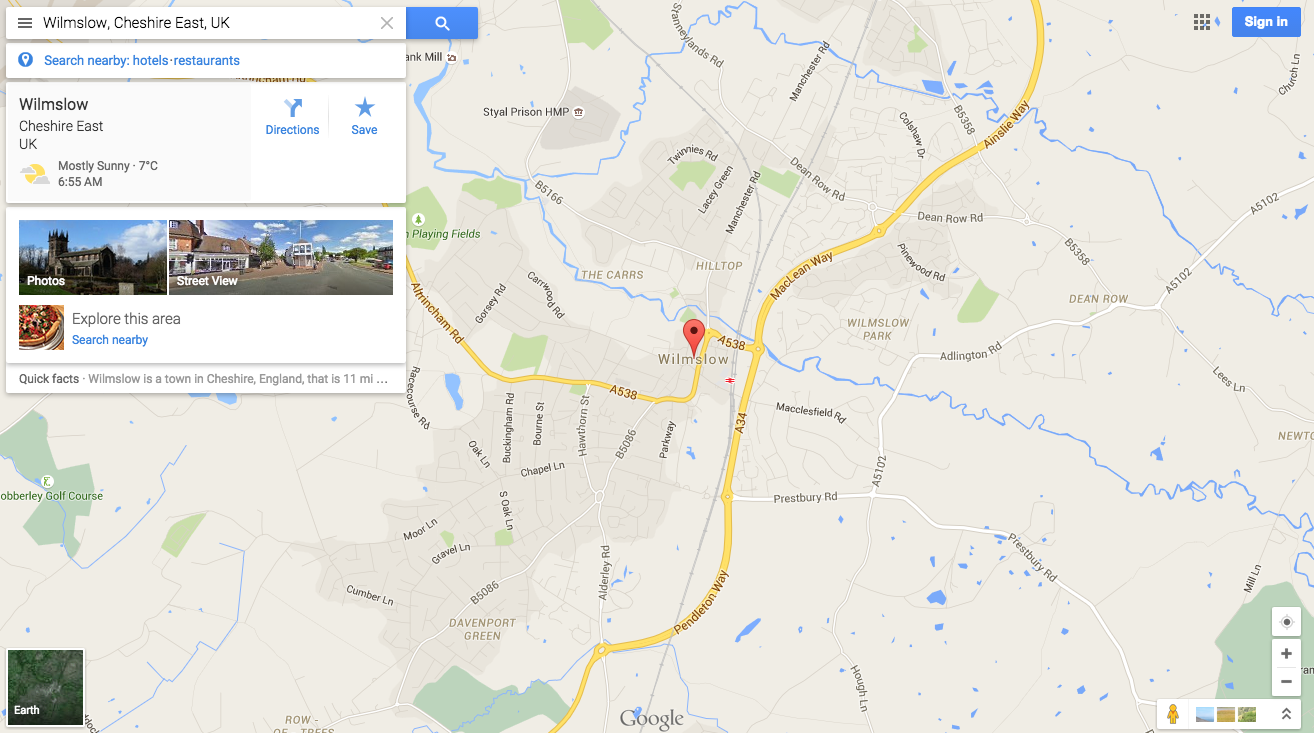 Wilmslow, Cheshire East, UK
Sign in
Search nearby: hotels · restaurants
Wilmslow
Cheshire East
UK
Directions
Save
Mostly Sunny · 7°C
6:55 AM
Photos
Street View
Explore this area
Search nearby
Quick facts · Wilmslow is a town in Cheshire, England, that is 11 mi ...
Stanneylands Rd
Manchester Rd
Church Ln
Styal Prison HMP
B5358
Ainslie Way
Colshaw Dr
Twinnies Rd
Dean Row Rd
Lacey Green
Manchester Rd
B5166
A5102
Dean Row Rd
Playing Fields
Pinewood Rd
B5358
MacLean Way
HILLTOP
THE CARRS
A5102
Carrwood Rd
Gorsey Rd
DEAN ROW
Altrincham Rd
WILMSLOW
PARK
A538
Adlington Rd
Wilmslow
Lees Ln
Racecourse Rd
A538
Buckingham Rd
Bourne St
Hawthorn St
Macclesfield Rd
A34
B5086
Parkway
Oak Ln
Chapel Ln
A5102
Prestbury Rd
S Oak Ln
Moor Ln
Gravel Ln
Prestbury Rd
Alderley Rd
Cumber Ln
B5086
Mill Ln
Pendleton Way
DAVENPORT
GREEN
Hough Ln
Earth
Google